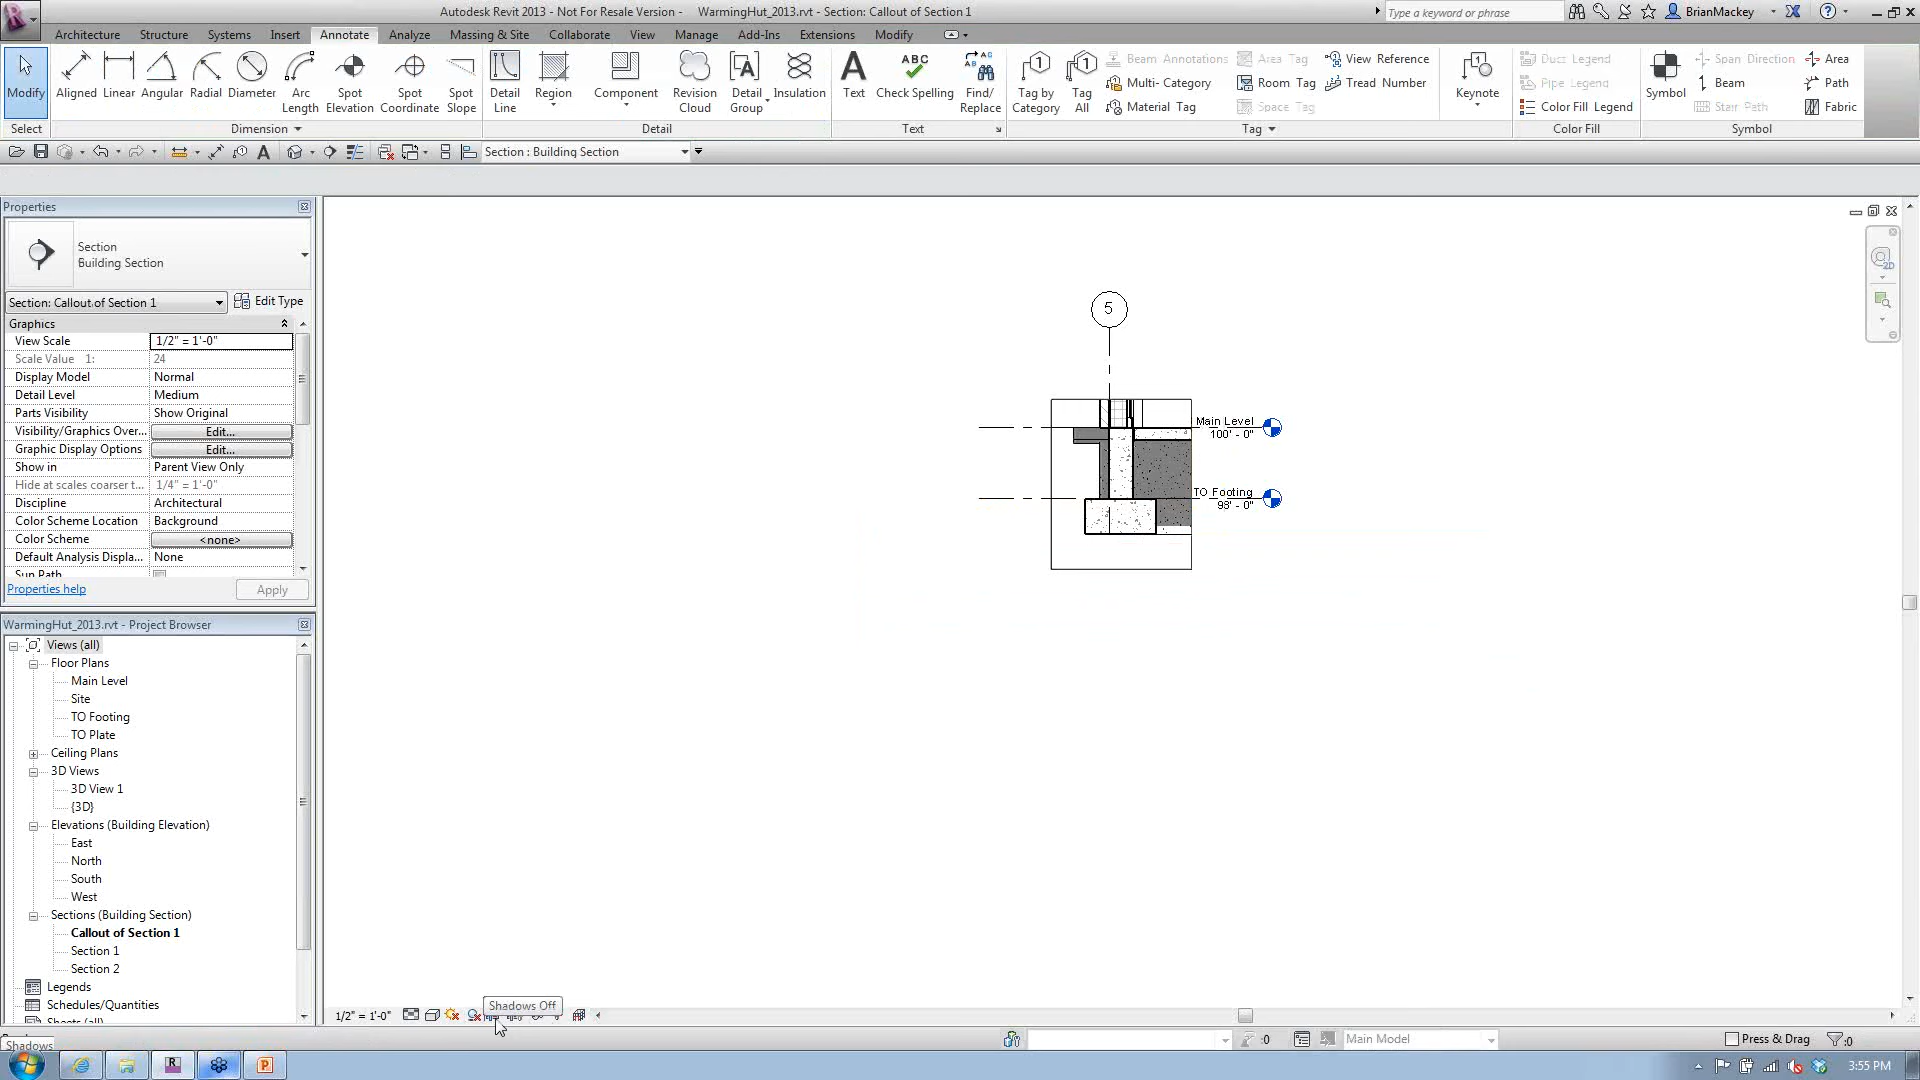 Autodesk Revit 2013 - Not For Resale Version - WarmingHut_2013.rvt - Section: Callout of Section 1
Type a keyword or phrase
BrianMackey
Architecture Structure Systems Insert Annotate Analyze Massing & Site Collaborate View Manage Add-Ins Extensions Modify
Modify
Aligned Linear Angular Radial Diameter Arc Length Spot Elevation Spot Coordinate Spot Slope
Detail Line Region Component Revision Cloud Detail Group Insulation
Text ABC Check Spelling Find/ Replace
Tag by Category Tag All
Beam Annotations Area Tag View Reference
Multi- Category Room Tag Tread Number
Material Tag Space Tag
Keynote
Duct Legend
Pipe Legend
Color Fill Legend
Symbol
Span Direction Area
Beam Path
Stair Path Fabric
Select Dimension Detail Text Tag Color Fill Symbol
Section : Building Section
Properties
Section
Building Section
Section: Callout of Section 1 Edit Type
Graphics
View Scale 1/2" = 1'-0"
Scale Value 1: 24
Display Model Normal
Detail Level Medium
Parts Visibility Show Original
Visibility/Graphics Over... Edit...
Graphic Display Options Edit...
Show in Parent View Only
Hide at scales coarser t... 1/4" = 1'-0"
Discipline Architectural
Color Scheme Location Background
Color Scheme <none>
Default Analysis Displa... None
Sun Path
Properties help Apply
WarmingHut_2013.rvt - Project Browser
Views (all)
Floor Plans
Main Level
Site
TO Footing
TO Plate
Ceiling Plans
3D Views
3D View 1
{3D}
Elevations (Building Elevation)
East
North
South
West
Sections (Building Section)
Callout of Section 1
Section 1
Section 2
Legends
Schedules/Quantities
Sheets (all)
5
Main Level
100' - 0"
TO Footing
98' - 0"
2D
1/2" = 1'-0"
Shadows Off
Shadows
:0
Main Model
Press & Drag
:0
3:55 PM